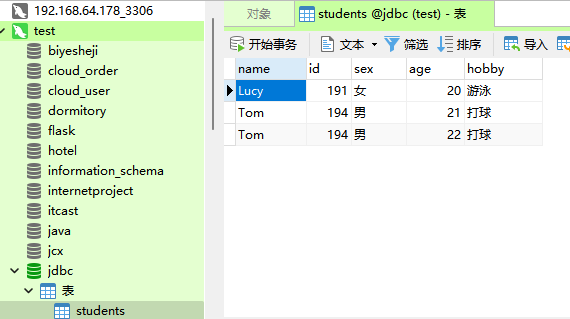 192.168.64.178_3306
test
biyesheji
cloud_order
cloud_user
dormitory
flask
hotel
information_schema
internetproject
itcast
java
jcx
jdbc
表
students
对象 students @jdbc (test) - 表
开始事务 文本 筛选 排序 导入
name id sex age hobby
Lucy 191 女 20 游泳
Tom 194 男 21 打球
Tom 194 男 22 打球